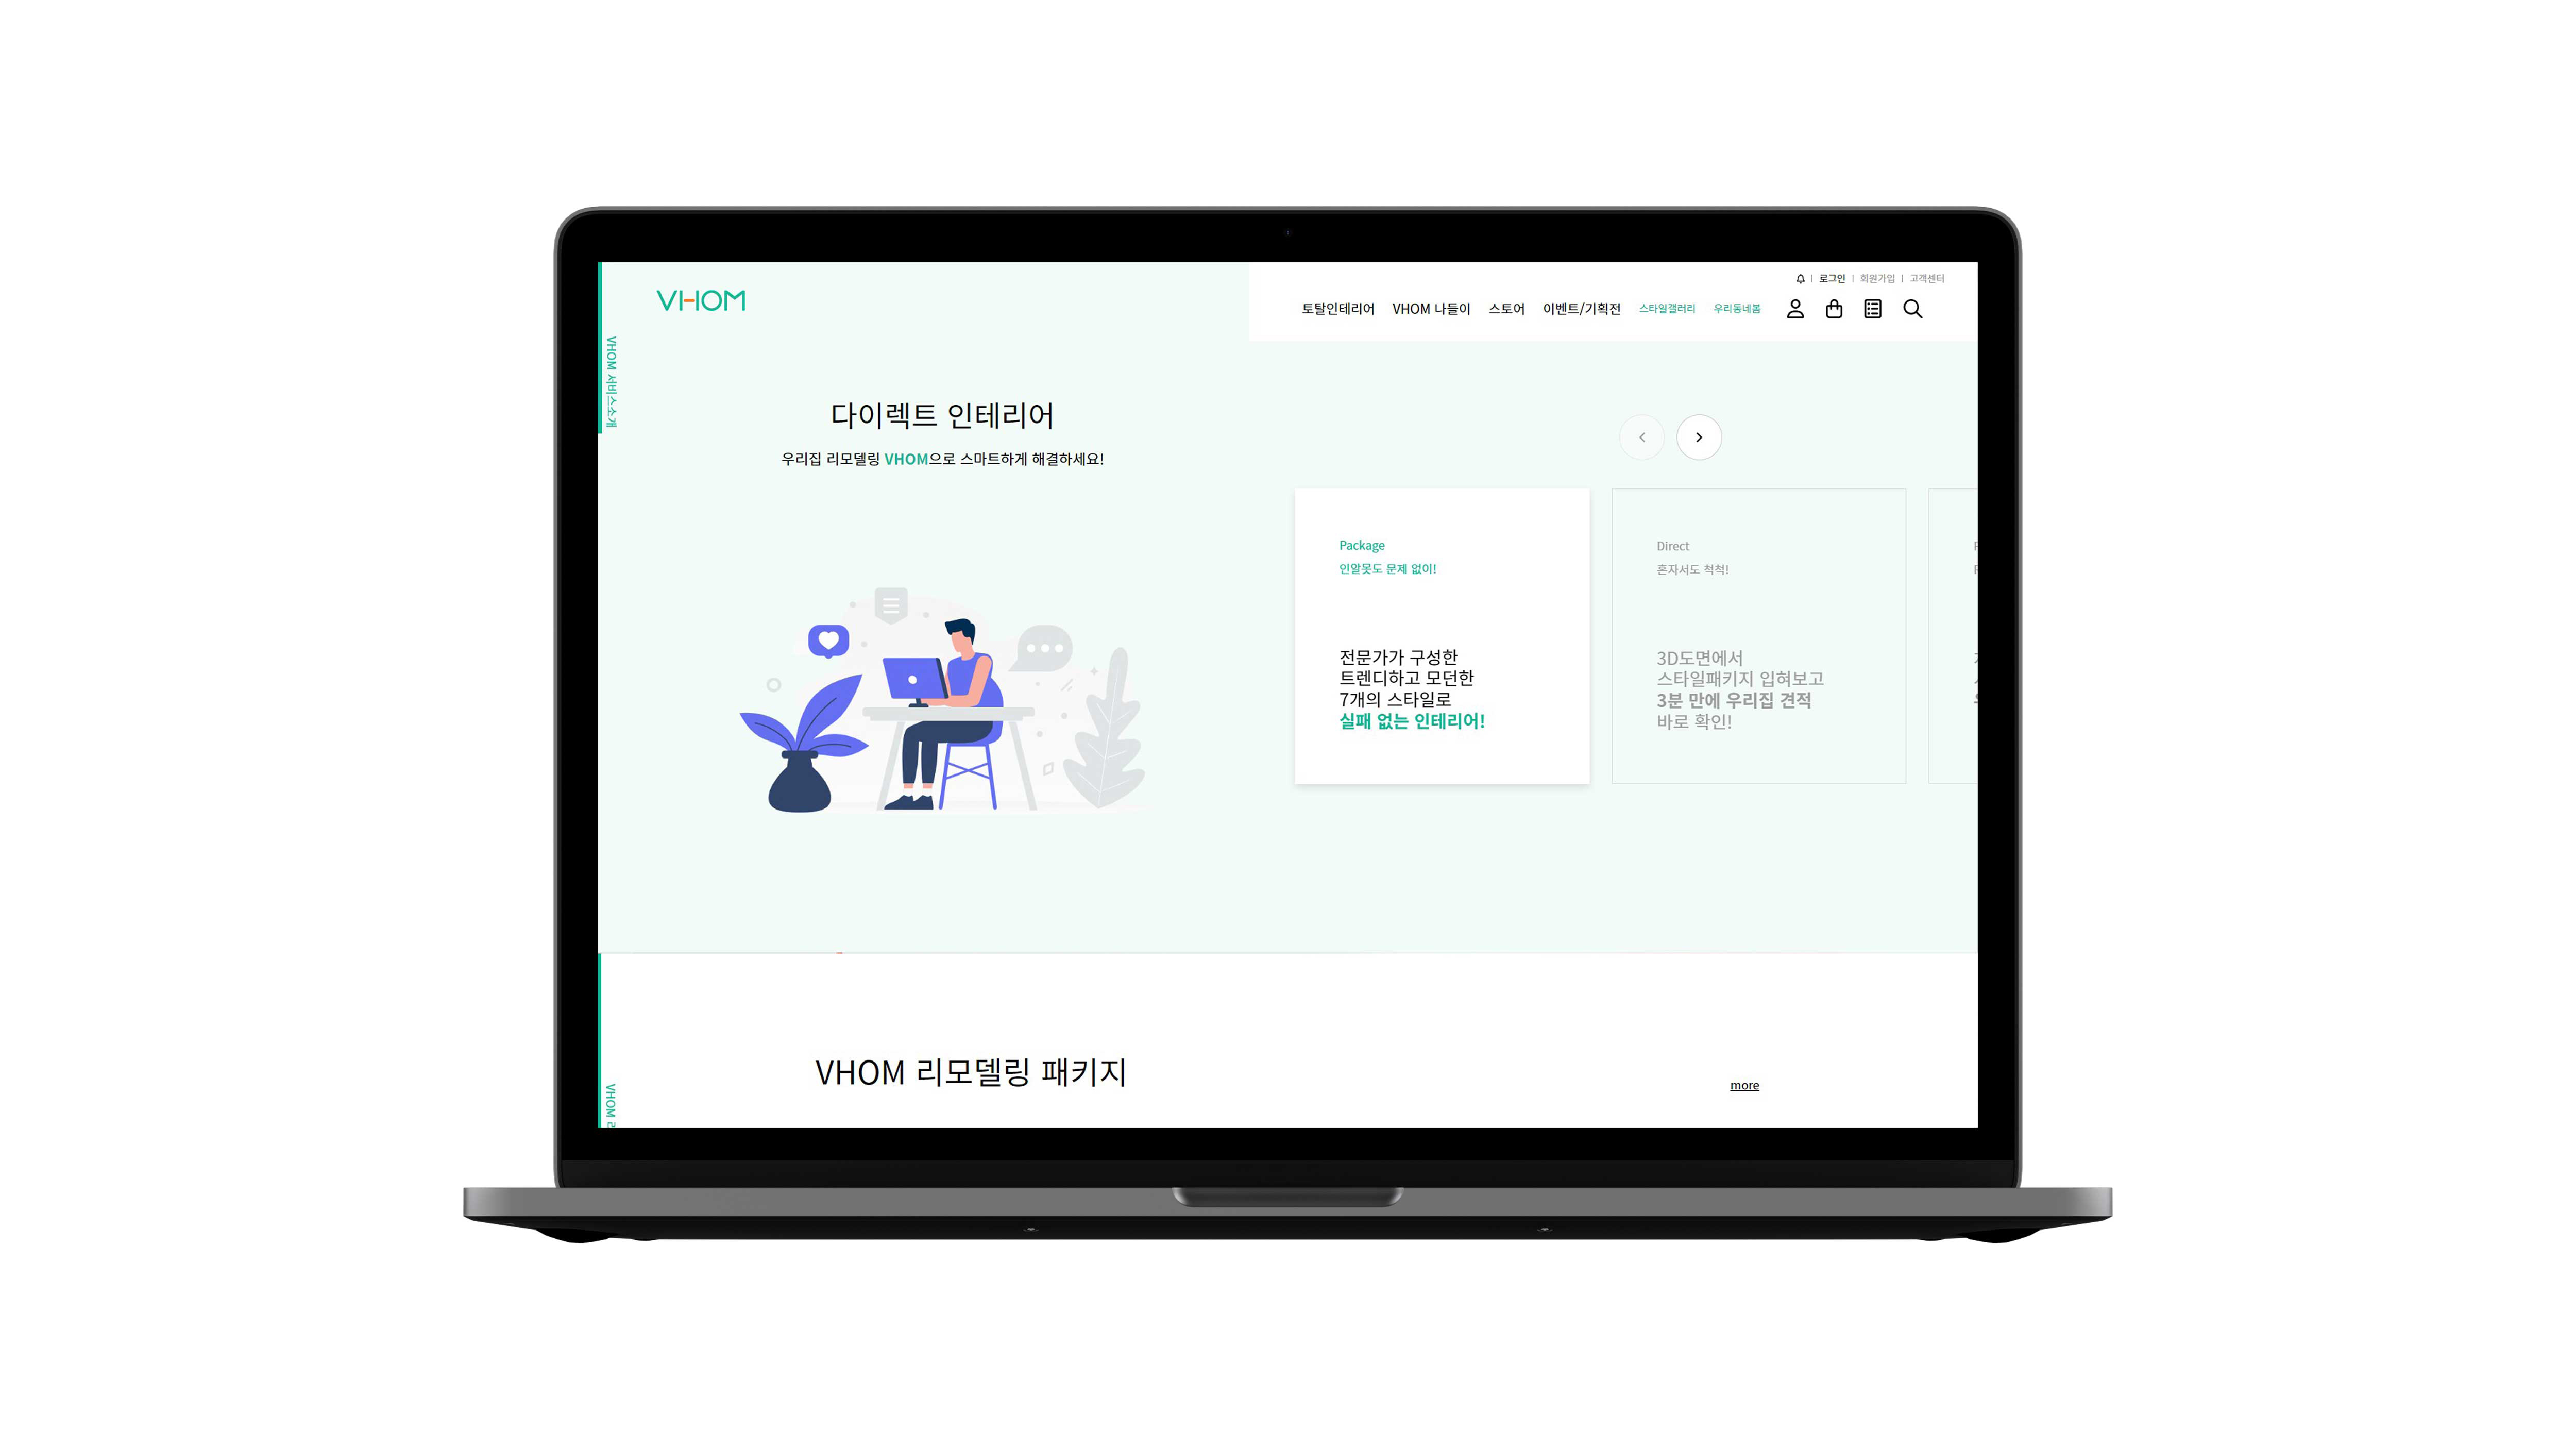 VHOM
로그인 | 회원가입 | 고객센터
토탈인테리어 VHOM 나들이 스토어 이벤트/기획전 스타일갤러리 우리동네봄
VHOM 서비스소개
다이렉트 인테리어
우리집 리모델링 VHOM으로 스마트하게 해결하세요!
Package
인알못도 문제 없이!
전문가가 구성한
트렌디하고 모던한
7개의 스타일로
실패 없는 인테리어!
Direct
혼자서도 척척!
3D도면에서
스타일패키지 입혀보고
3분 만에 우리집 견적
바로 확인!
VHOM 리모델링 패키지
more
VHOM